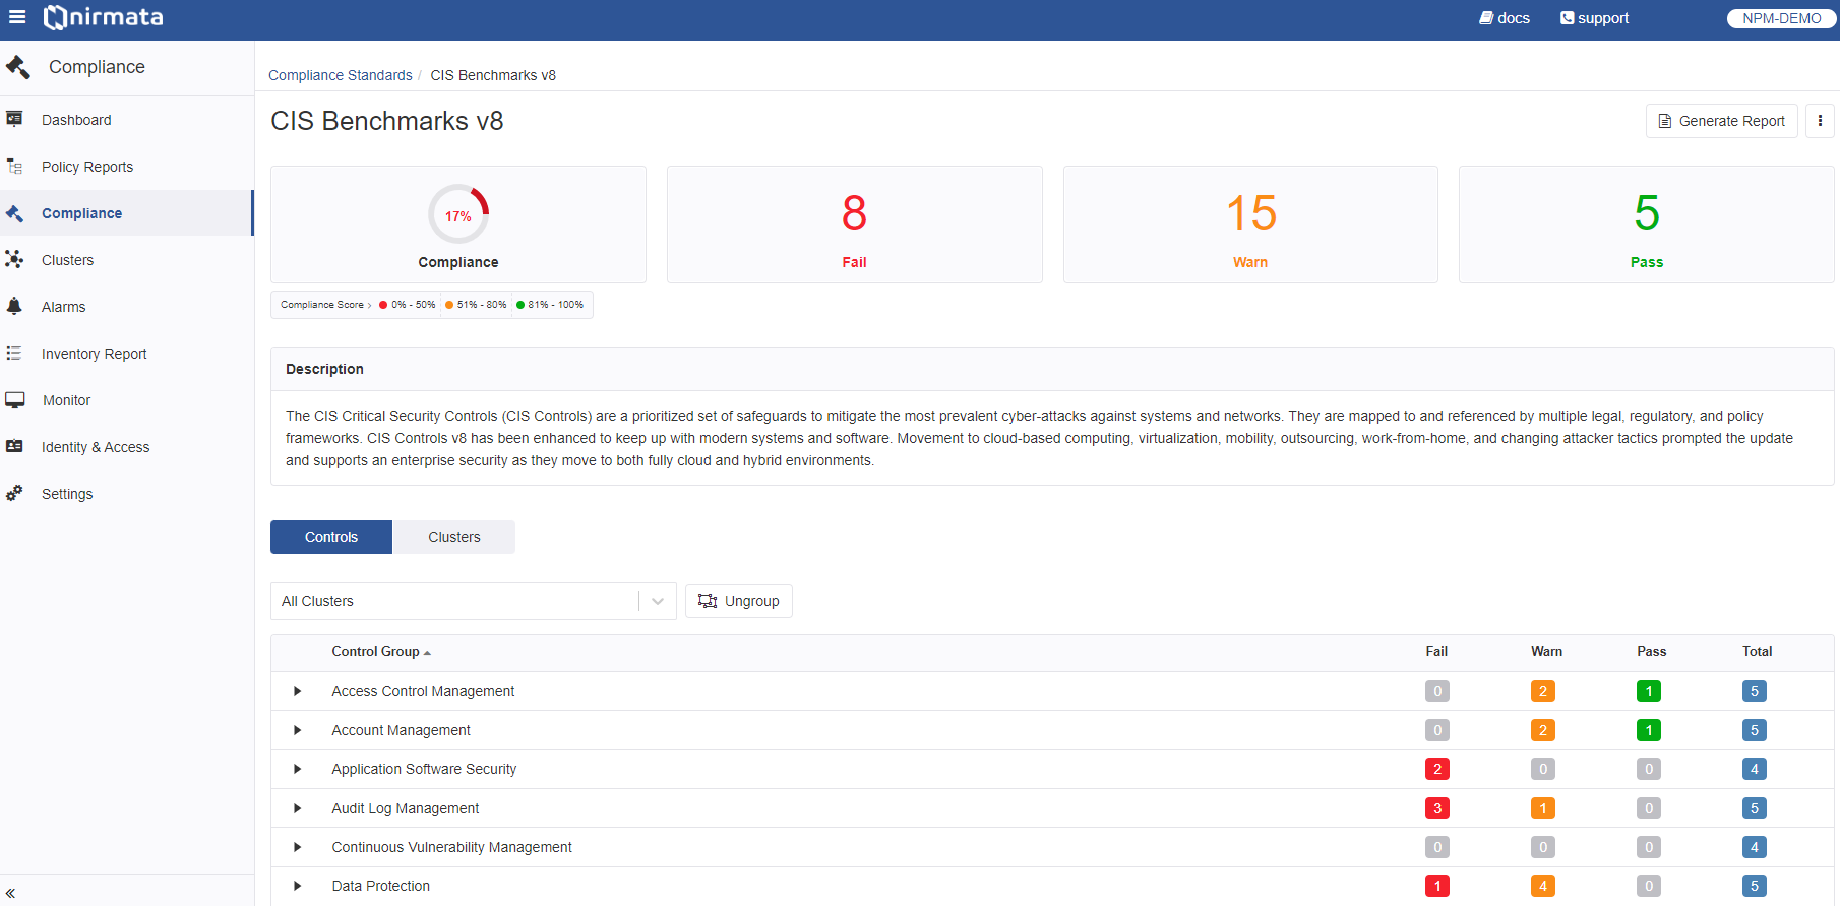 nirmata
docs
support
NPM-DEMO
Compliance
Dashboard
Policy Reports
Compliance
Clusters
Alarms
Inventory Report
Monitor
Identity & Access
Settings
Compliance Standards / CIS Benchmarks v8
CIS Benchmarks v8
Generate Report
17%
Compliance
8
Fail
15
Warn
5
Pass
Compliance Score > 0% - 50% 51% - 80% 81% - 100%
Description
The CIS Critical Security Controls (CIS Controls) are a prioritized set of safeguards to mitigate the most prevalent cyber-attacks against systems and networks. They are mapped to and referenced by multiple legal, regulatory, and policy
frameworks. CIS Controls v8 has been enhanced to keep up with modern systems and software. Movement to cloud-based computing, virtualization, mobility, outsourcing, work-from-home, and changing attacker tactics prompted the update
and supports an enterprise security as they move to both fully cloud and hybrid environments.
Controls Clusters
All Clusters
Ungroup
Control Group Fail Warn Pass Total
Access Control Management 0 2 1 5
Account Management 0 2 1 5
Application Software Security 2 0 0 4
Audit Log Management 3 1 0 5
Continuous Vulnerability Management 0 0 0 4
Data Protection 1 4 0 5